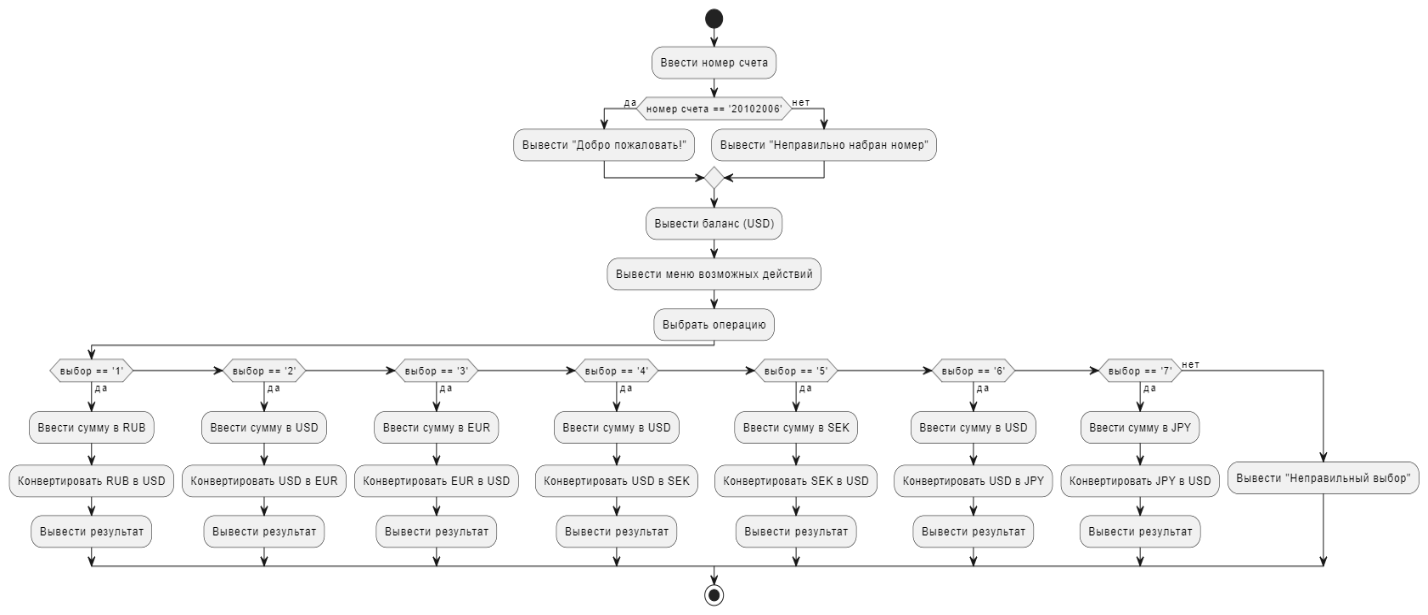 Ввести номер счета
да
номер счета == '20102006'
нет
Вывести "Добро пожаловать!"
Вывести "Неправильно набран номер"
Вывести баланс (USD)
Вывести меню возможных действий
Выбрать операцию
выбор == '1'
выбор == '2'
выбор == '3'
выбор == '4'
выбор == '5'
выбор == '6'
выбор == '7'
нет
да
да
да
да
да
да
да
Ввести сумму в RUB
Ввести сумму в USD
Ввести сумму в EUR
Ввести сумму в USD
Ввести сумму в SEK
Ввести сумму в USD
Ввести сумму в JPY
Конвертировать RUB в USD
Конвертировать USD в EUR
Конвертировать EUR в USD
Конвертировать USD в SEK
Конвертировать SEK в USD
Конвертировать USD в JPY
Конвертировать JPY в USD
Вывести "Неправильный выбор"
Вывести результат
Вывести результат
Вывести результат
Вывести результат
Вывести результат
Вывести результат
Вывести результат